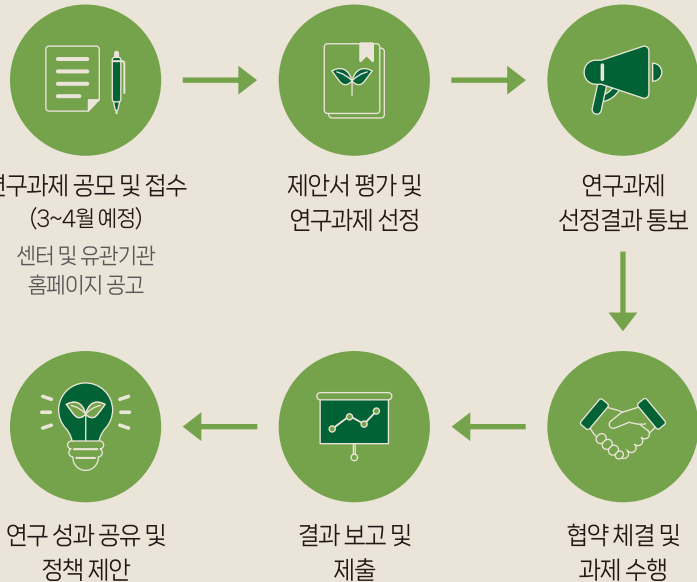 연구과제 공모 및 접수
(3~4월 예정)
센터 및 유관기관
홈페이지 공고
제안서 평가 및
연구과제 선정
연구과제
선정결과 통보
협약 체결 및
과제 수행
결과 보고 및
제출
연구 성과 공유 및
정책 제안